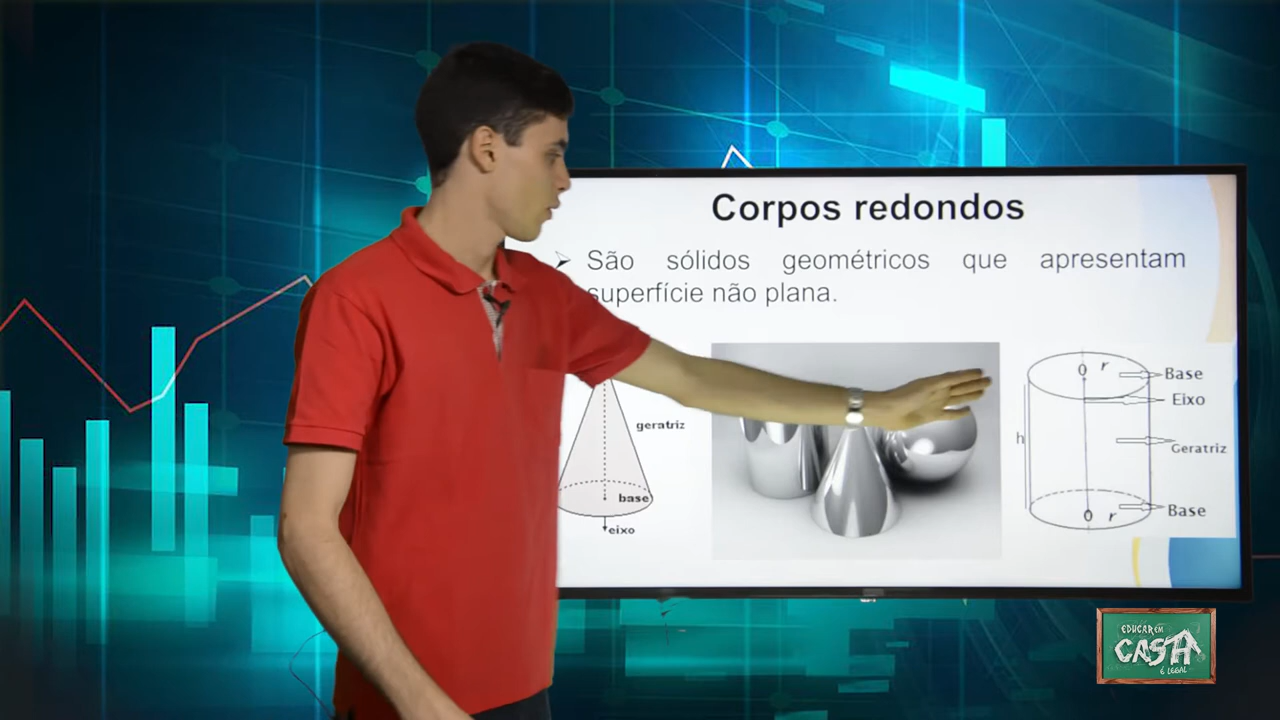 Corpos redondos
➢ São sólidos geométricos que apresentam
superfície não plana.
geratriz
base
eixo
0 r
Base
Eixo
h
Geratriz
0 r
Base
EDUCAR EM
CASA
É LEGAL